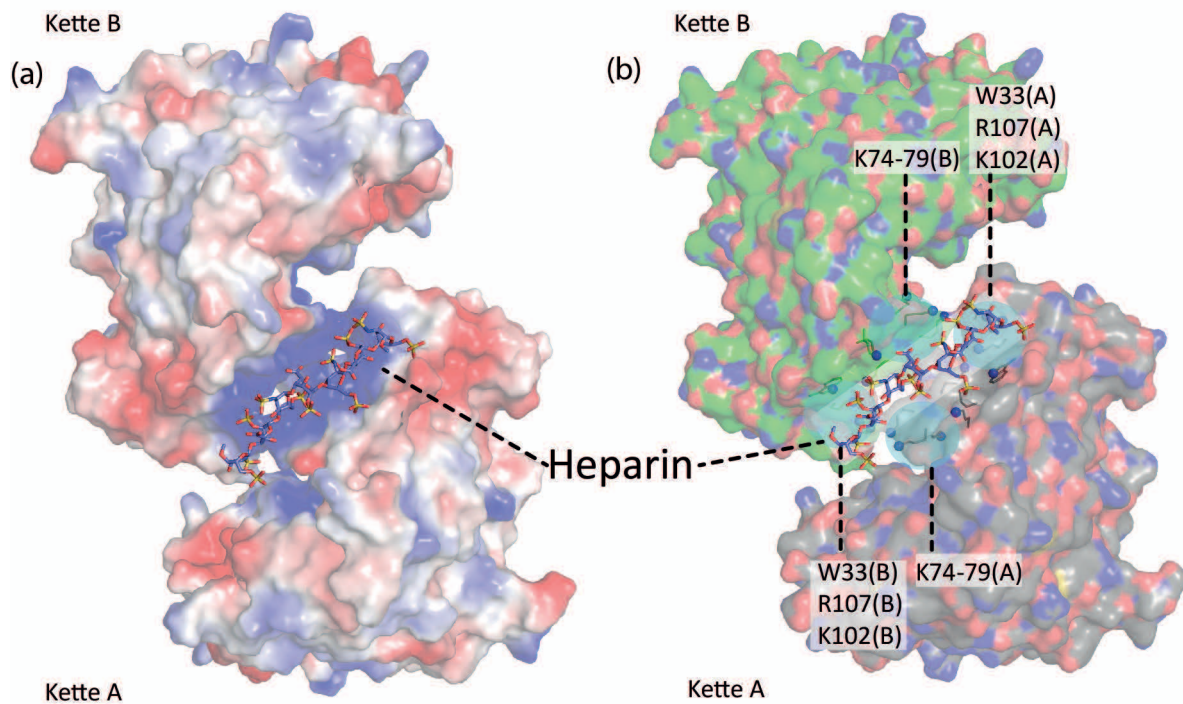 Kette B
(a)
Kette A
Heparin
Kette B
(b)
W33(A)
R107(A)
K102(A)
K74-79(B)
W33(B)
R107(B)
K102(B)
K74-79(A)
Kette A